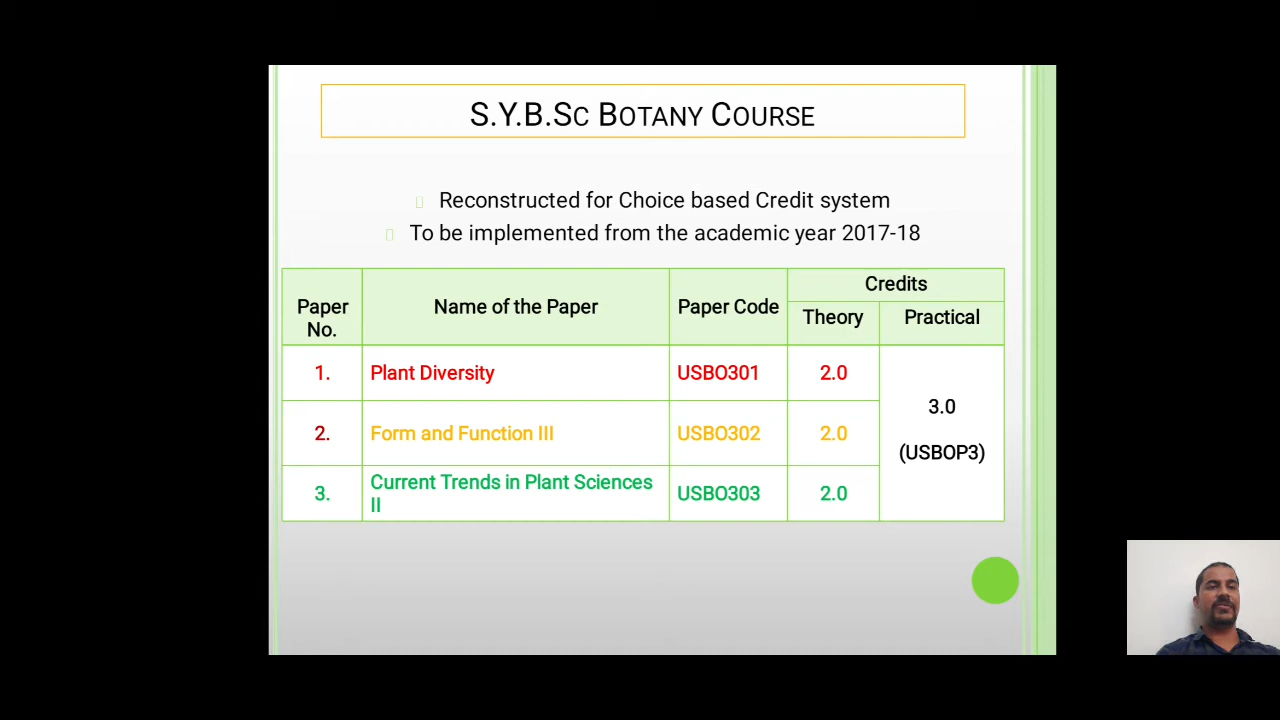 S.Y.B.Sc Botany Course
Reconstructed for Choice based Credit system
To be implemented from the academic year 2017-18
Paper No. Name of the Paper Paper Code Credits
Theory Practical
1. Plant Diversity USBO301 2.0
3.0
2. Form and Function III USBO302 2.0
(USBOP3)
3. Current Trends in Plant Sciences II USBO303 2.0